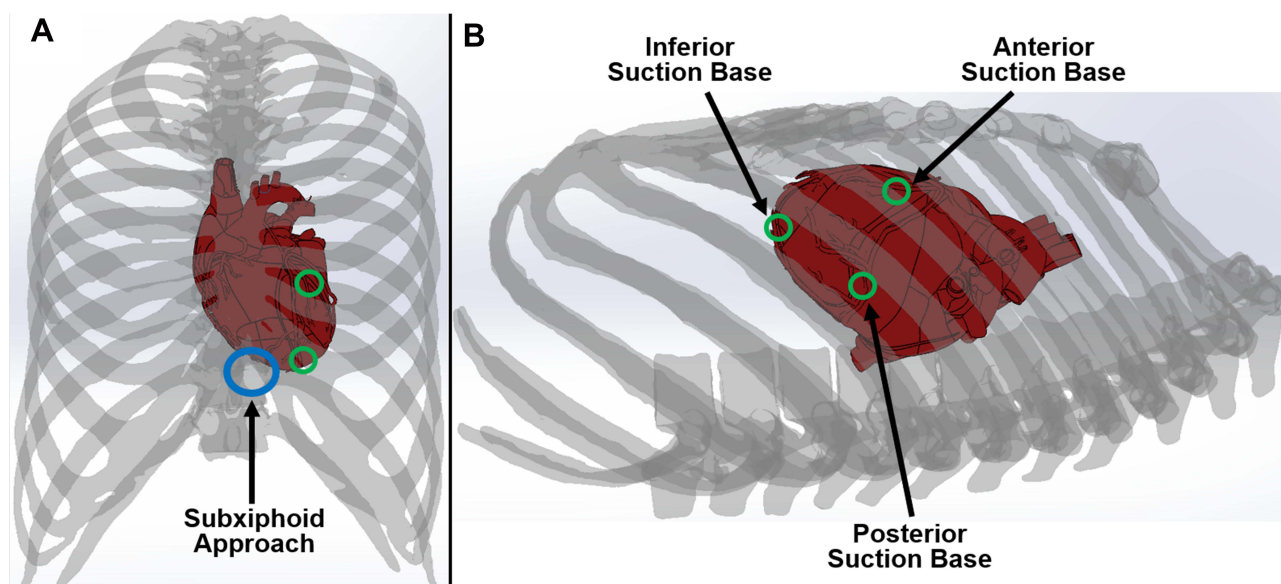 A
B
Inferior
Suction Base
Anterior
Suction Base
Subxiphoid
Approach
Posterior
Suction Base